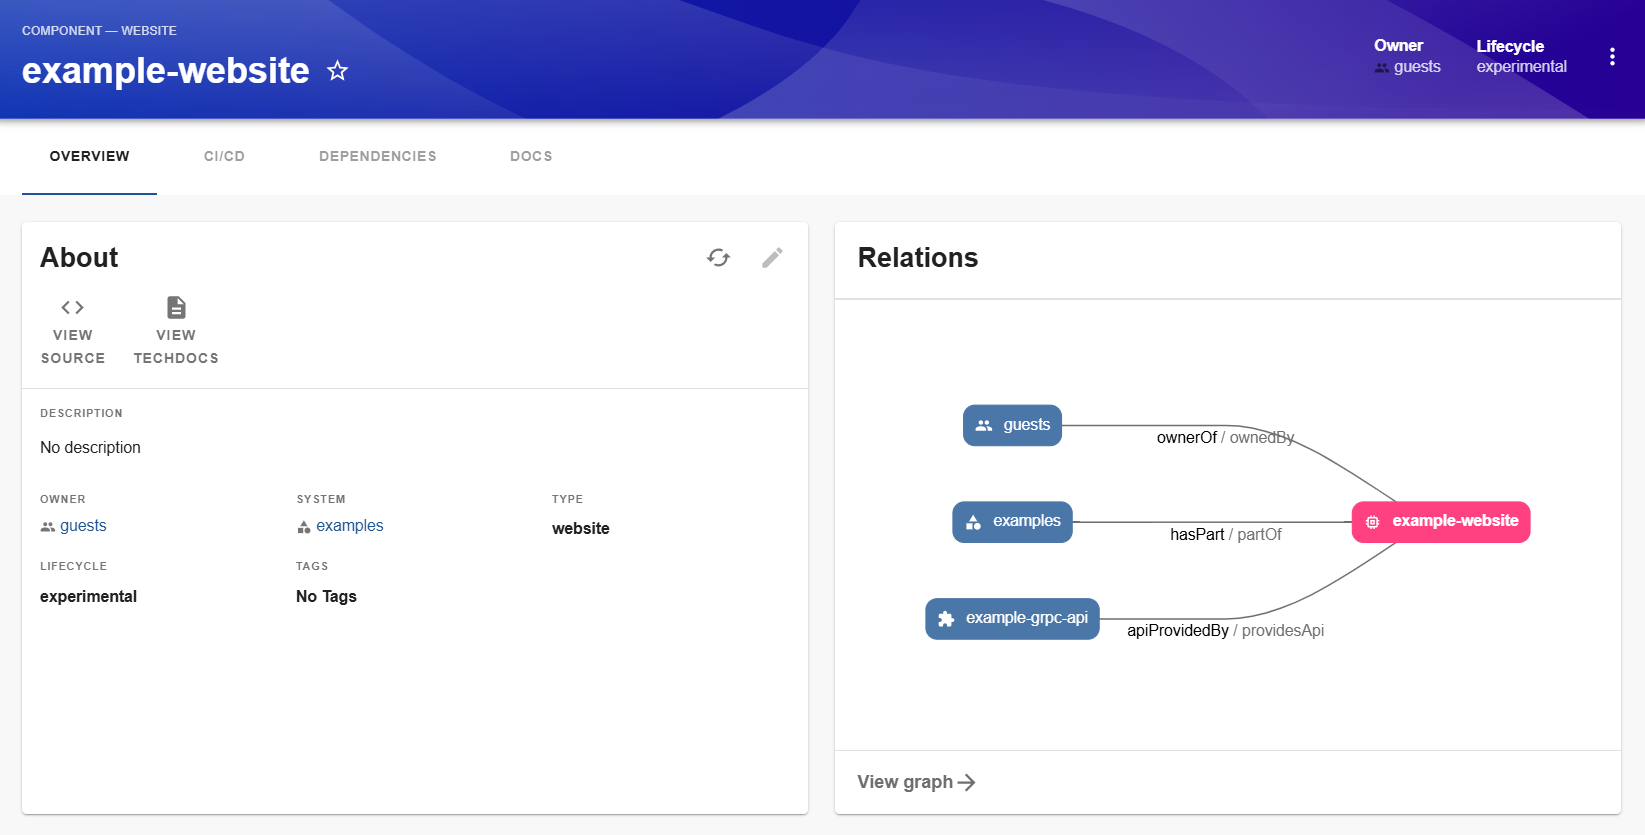 COMPONENT — WEBSITE
example-website
Owner
guests
Lifecycle
experimental
OVERVIEW
CI/CD
DEPENDENCIES
DOCS
About
VIEW
SOURCE
VIEW
TECHDOCS
DESCRIPTION
No description
OWNER
guests
SYSTEM
examples
TYPE
website
LIFECYCLE
experimental
TAGS
No Tags
Relations
guests
ownerOf / ownedBy
examples
hasPart / partOf
example-website
example-grpc-api
apiProvidedBy / providesApi
View graph